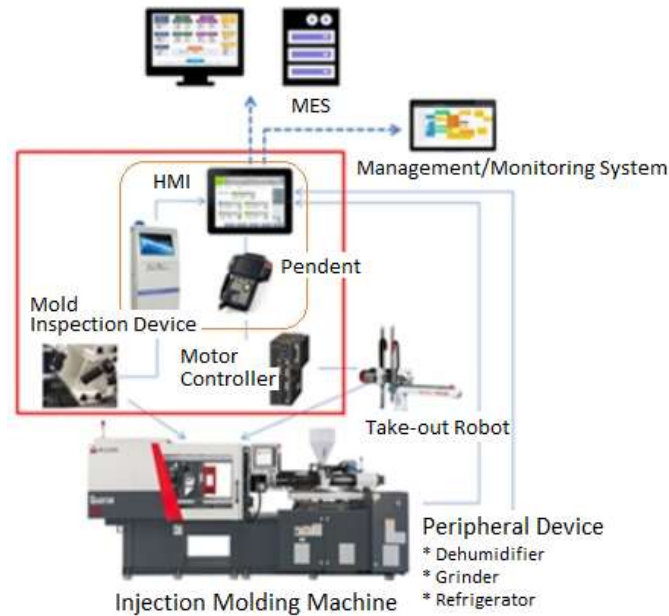 MES
Management/Monitoring System
HMI
Pendent
Mold
Inspection Device
Motor
Controller
Take-out Robot
Peripheral Device
* Dehumidifier
* Grinder
* Refrigerator
Injection Molding Machine